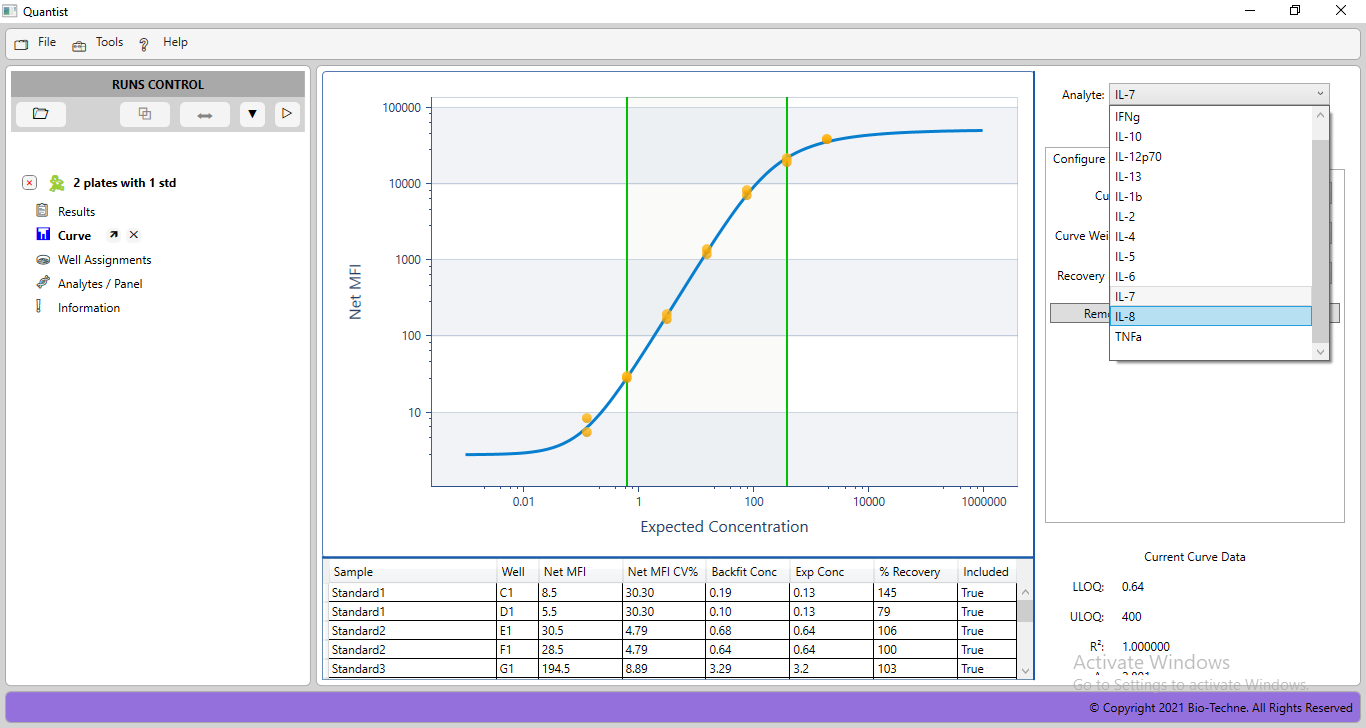 Quantist
File Tools ? Help
RUNS CONTROL
2 plates with 1 std
Results
Curve
Well Assignments
Analytes / Panel
Information
100000
10000
1000
100
10
Net MFI
0.01 1 100 10000 1000000
Expected Concentration
Sample Well Net MFI Net MFI CV% Backfit Conc Exp Conc % Recovery Included
Standard1 C1 8.5 30.30 0.19 0.13 145 True
Standard1 D1 5.5 30.30 0.10 0.13 79 True
Standard2 E1 30.5 4.79 0.68 0.64 106 True
Standard2 F1 28.5 4.79 0.64 0.64 100 True
Standard3 G1 194.5 8.89 3.29 3.2 103 True
Analyte: IL-7
IFNg
IL-10
IL-12p70
IL-13
IL-1b
IL-2
IL-4
IL-5
IL-6
IL-7
IL-8
TNFa
Configure
Cu
Curve Wei
Recovery
Rem
Current Curve Data
LLOQ: 0.64
ULOQ: 400
R²: 1.000000
Activate Windows
Go to Settings to activate Windows.
© Copyright 2021 Bio-Techne. All Rights Reserved